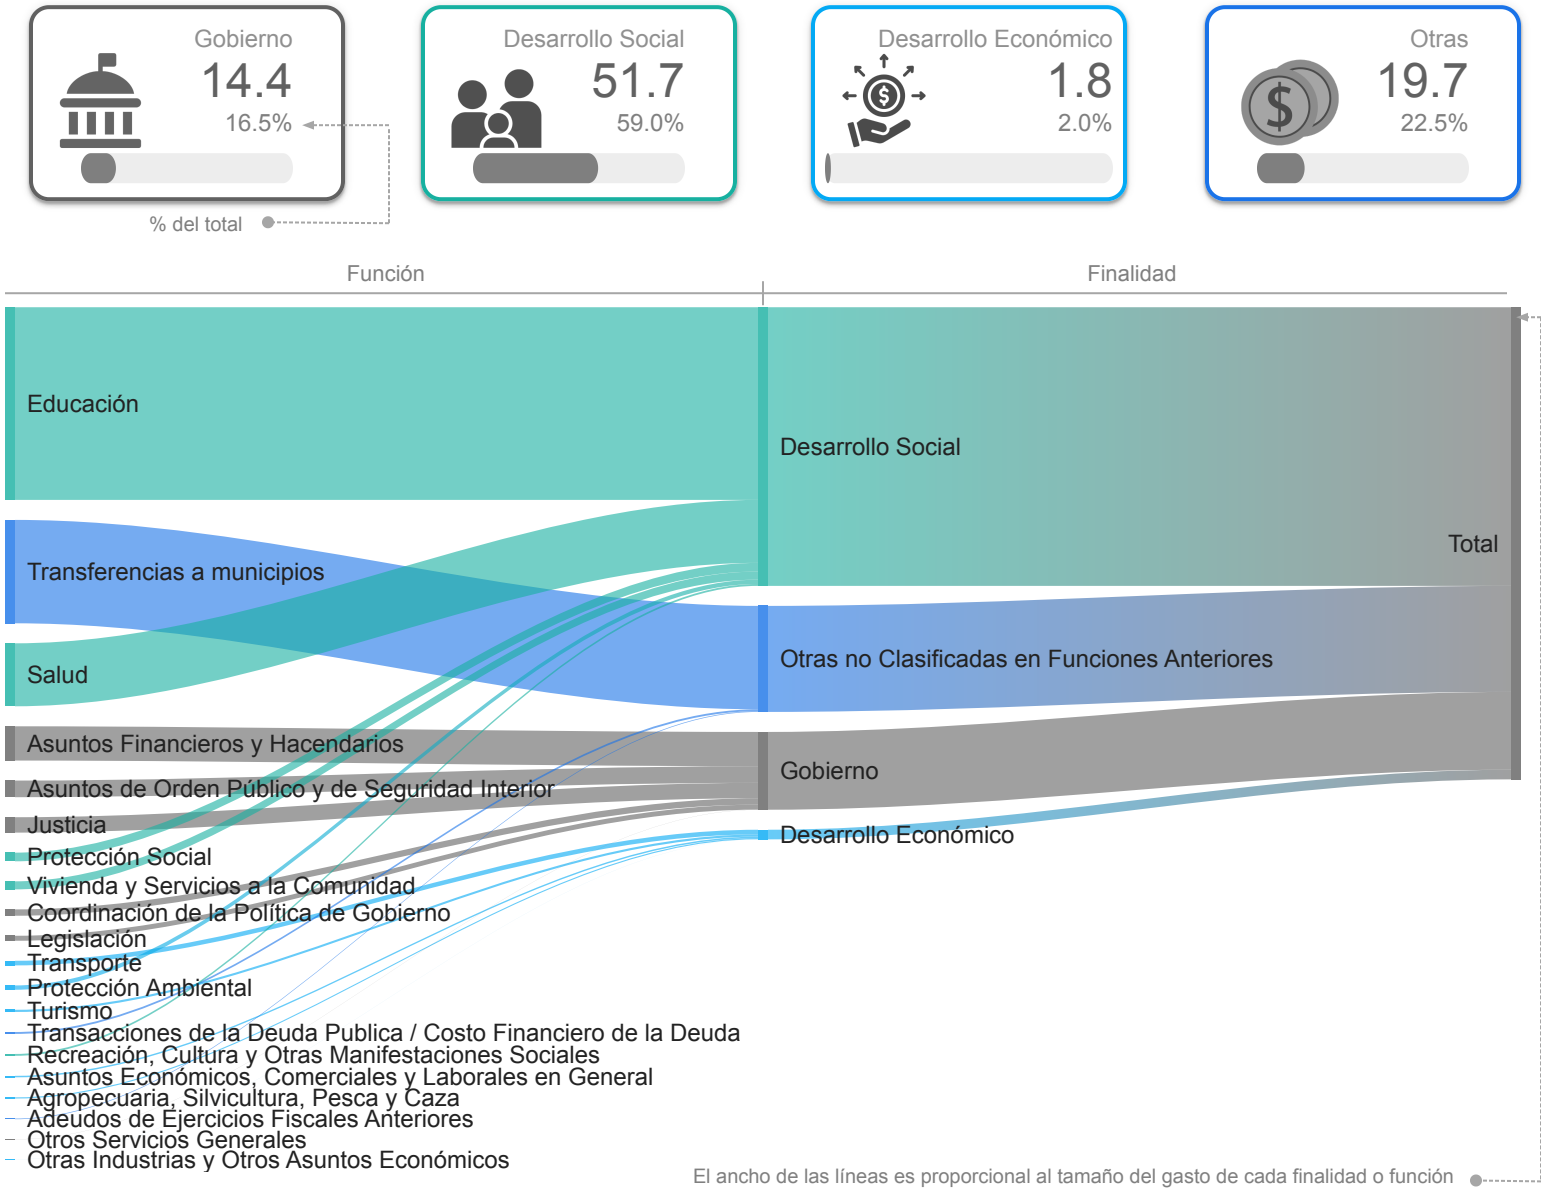 Gobierno
14.4
16.5%
Desarrollo Social
51.7
59.0%
Desarrollo Económico
1.8
2.0%
Otras
19.7
22.5%
% del total
Función
Finalidad
Educación
Transferencias a municipios
Salud
Asuntos Financieros y Hacendarios
Asuntos de Orden Público y de Seguridad Interior
Justicia
Protección Social
Vivienda y Servicios a la Comunidad
Coordinación de la Política de Gobierno
Legislación
Transporte
Protección Ambiental
Turismo
Transacciones de la Deuda Publica / Costo Financiero de la Deuda
Recreación, Cultura y Otras Manifestaciones Sociales
Asuntos Económicos, Comerciales y Laborales en General
Agropecuaria, Silvicultura, Pesca y Caza
Adeudos de Ejercicios Fiscales Anteriores
Otros Servicios Generales
Otras Industrias y Otros Asuntos Económicos
Desarrollo Social
Otras no Clasificadas en Funciones Anteriores
Gobierno
Desarrollo Económico
Total
El ancho de las líneas es proporcional al tamaño del gasto de cada finalidad o función